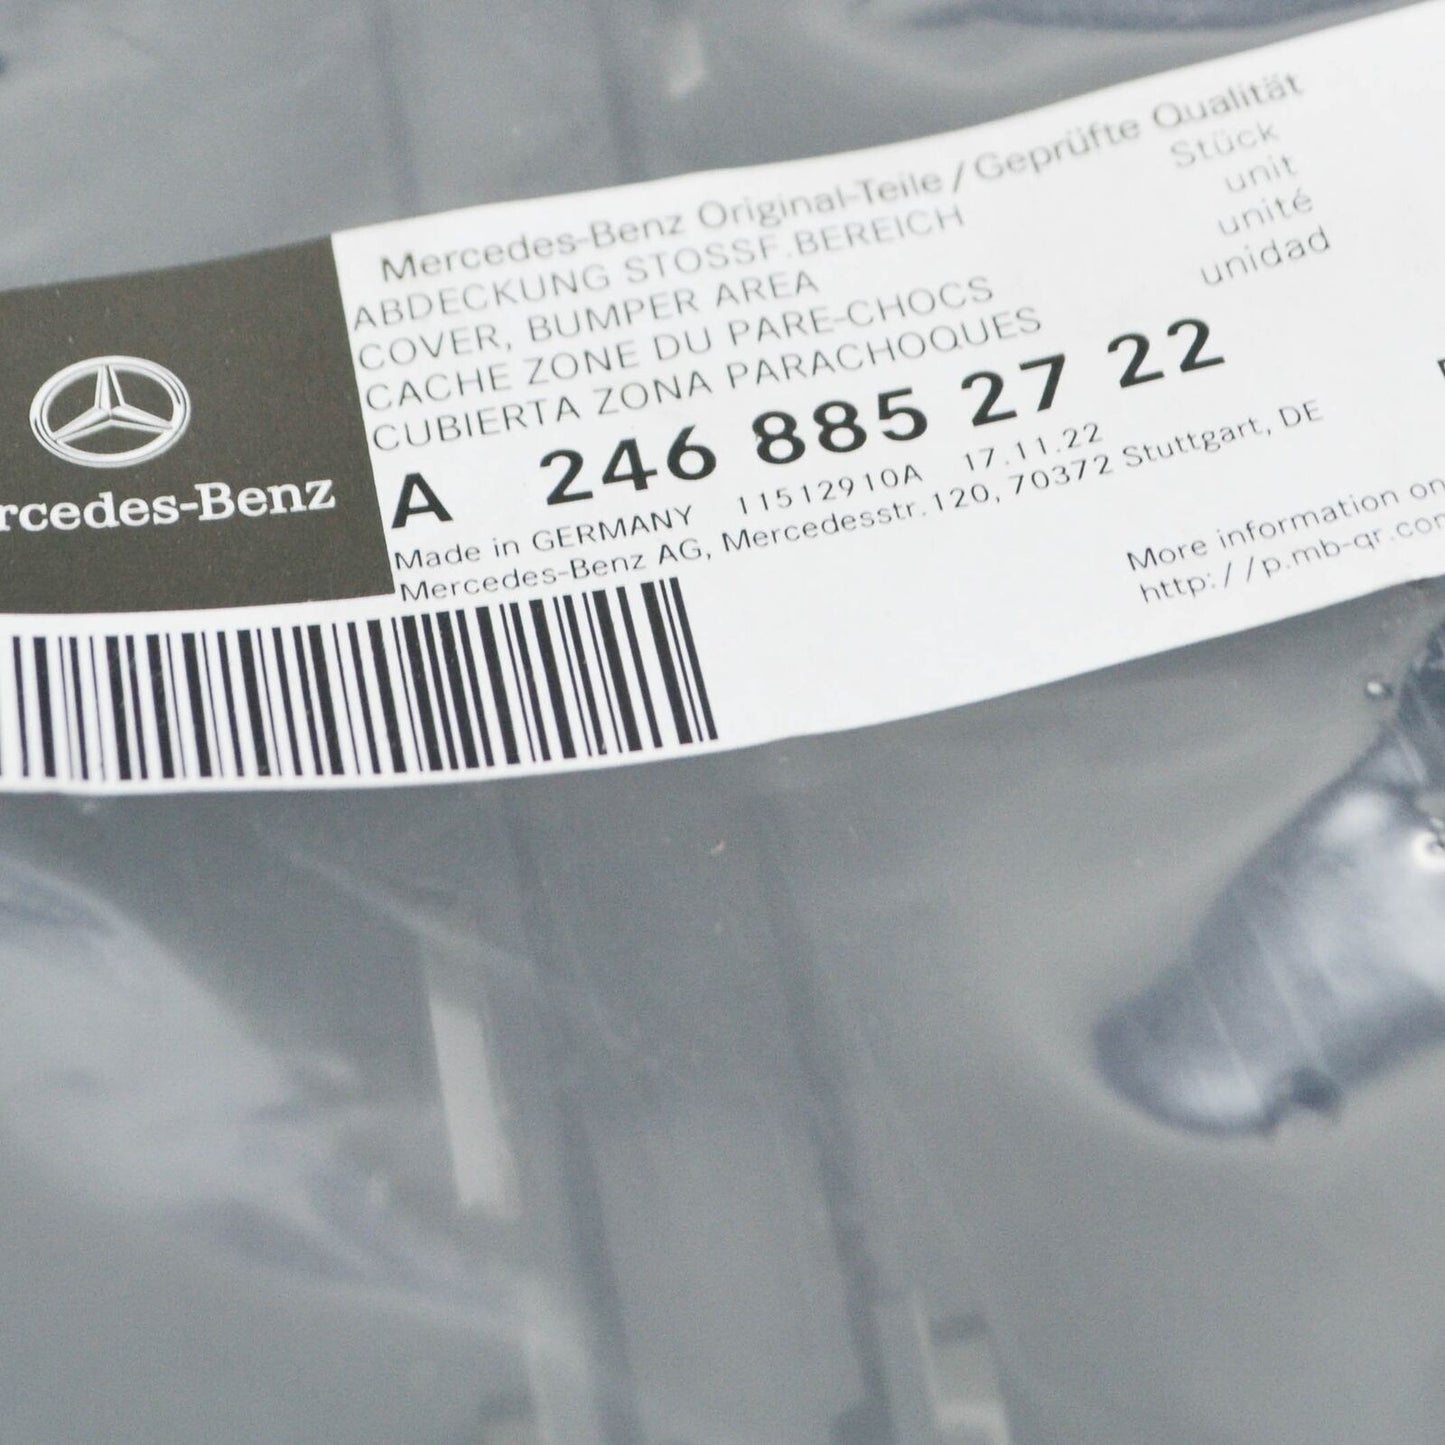 Mercedes-Benz Original-Teile / Geprüfte Qualität
ABDECKUNG STOSSF.BEREICH
COVER, BUMPER AREA
CACHE ZONE DU PARE-CHOCS
CUBIERTA ZONA PARACHOQUES
Stück
unit
unité
unidad
A 246 885 27 22
Made in GERMANY 11512910A 17.11.22
Mercedes-Benz AG, Mercedesstr.120, 70372 Stuttgart, DE
rcedes-Benz
More information on
http://p.mb-qr.com